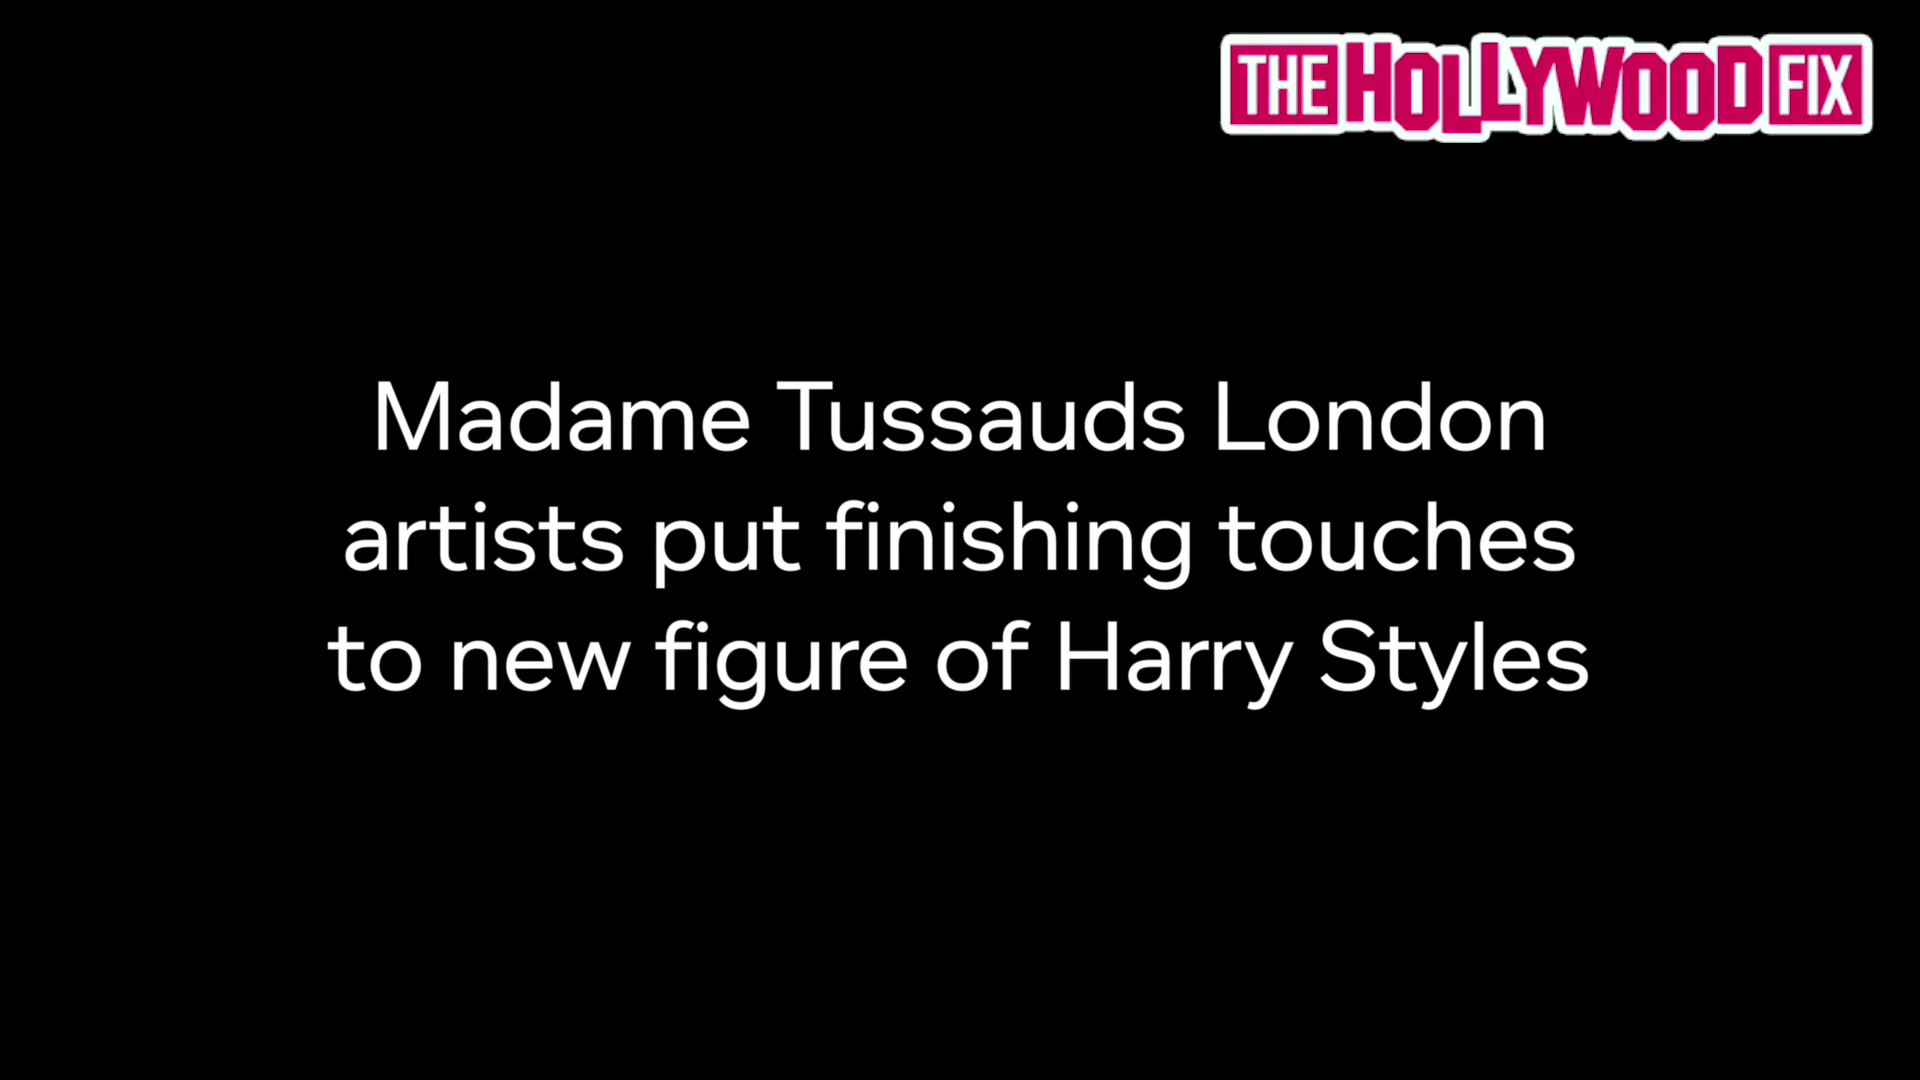 THE HOLLYWOOD FIX
Madame Tussauds London
artists put finishing touches
to new figure of Harry Styles